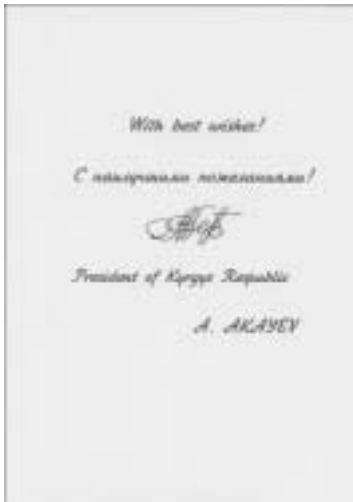 With best wishes!
С наилучшими пожеланиями!
President of Kyrgyz Republic
A. AKAYEV